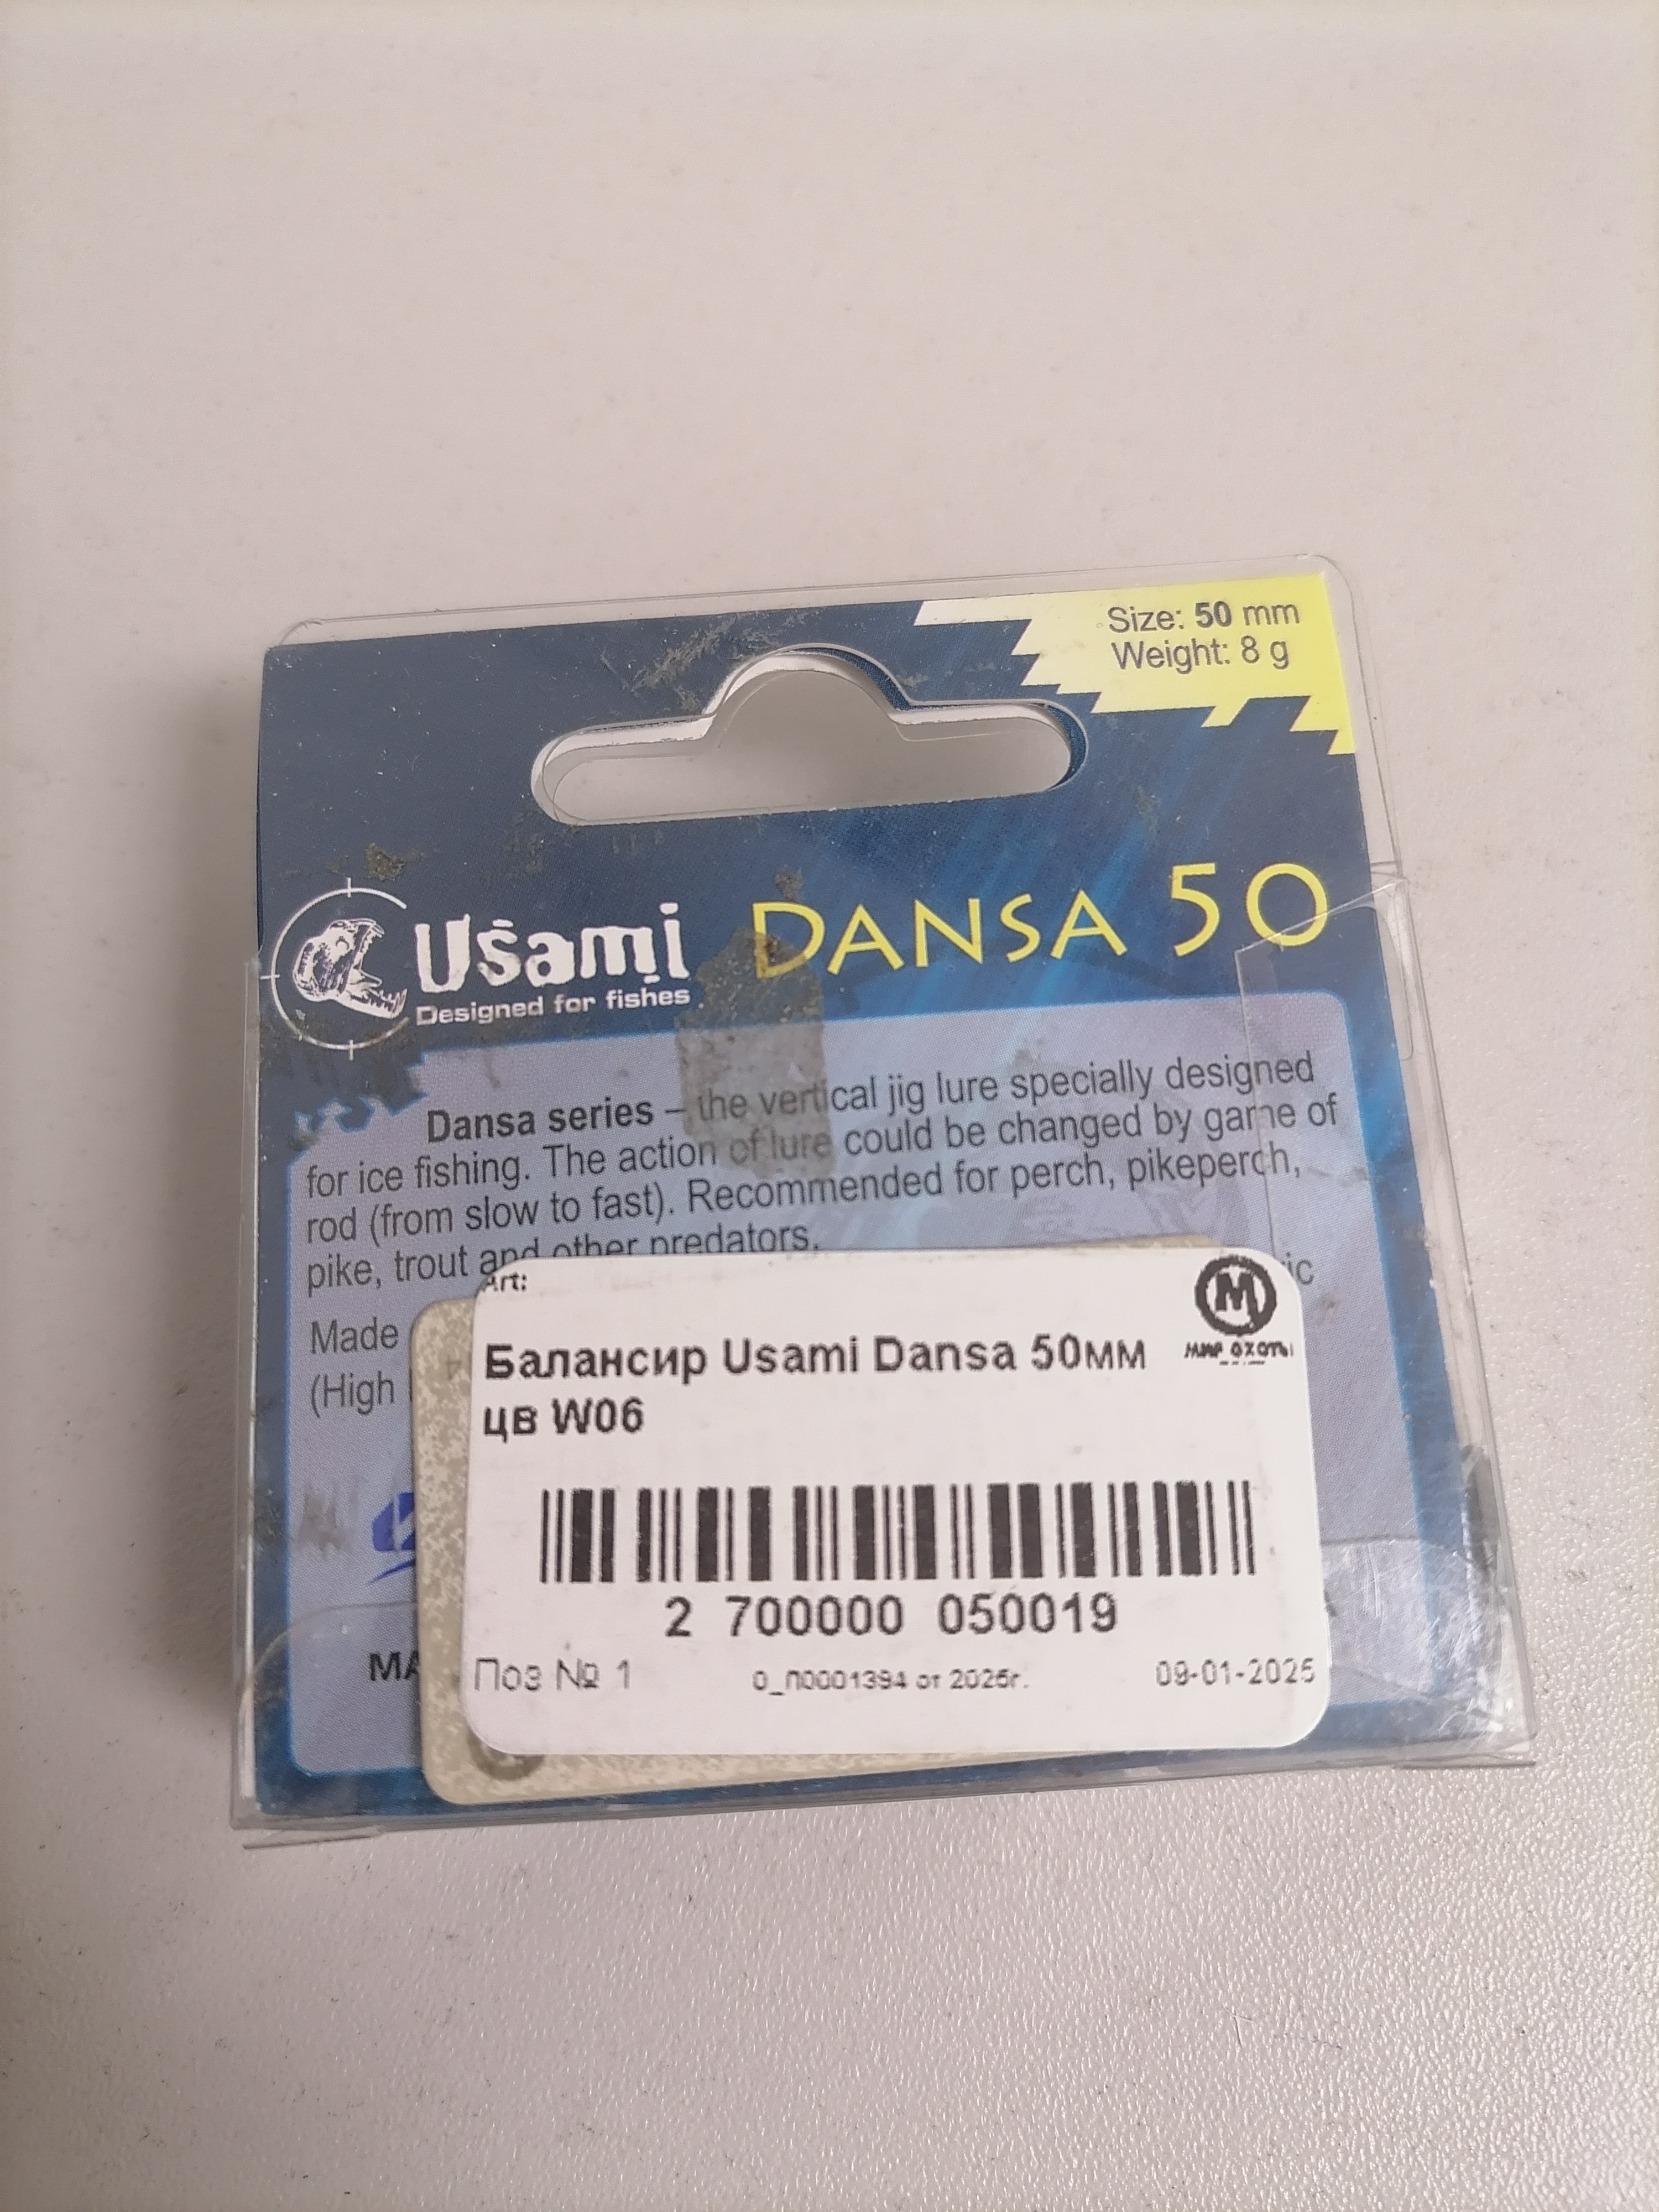 Size: 50 mm
Weight: 8 g
Usami
Designed for fishes
DANSA 50
Dansa series – the vertical jig lure specially designed
for ice fishing. The action of lure could be changed by game of
rod (from slow to fast). Recommended for perch, pikeperch,
pike, trout and other predators.
Made
(High
Art:
МИР ОХОТЫ
Балансир Usami Dansa 50мм
цв W06
2 700000 050019
Поз № 1
0_П0001394 от 2025г.
09-01-2025